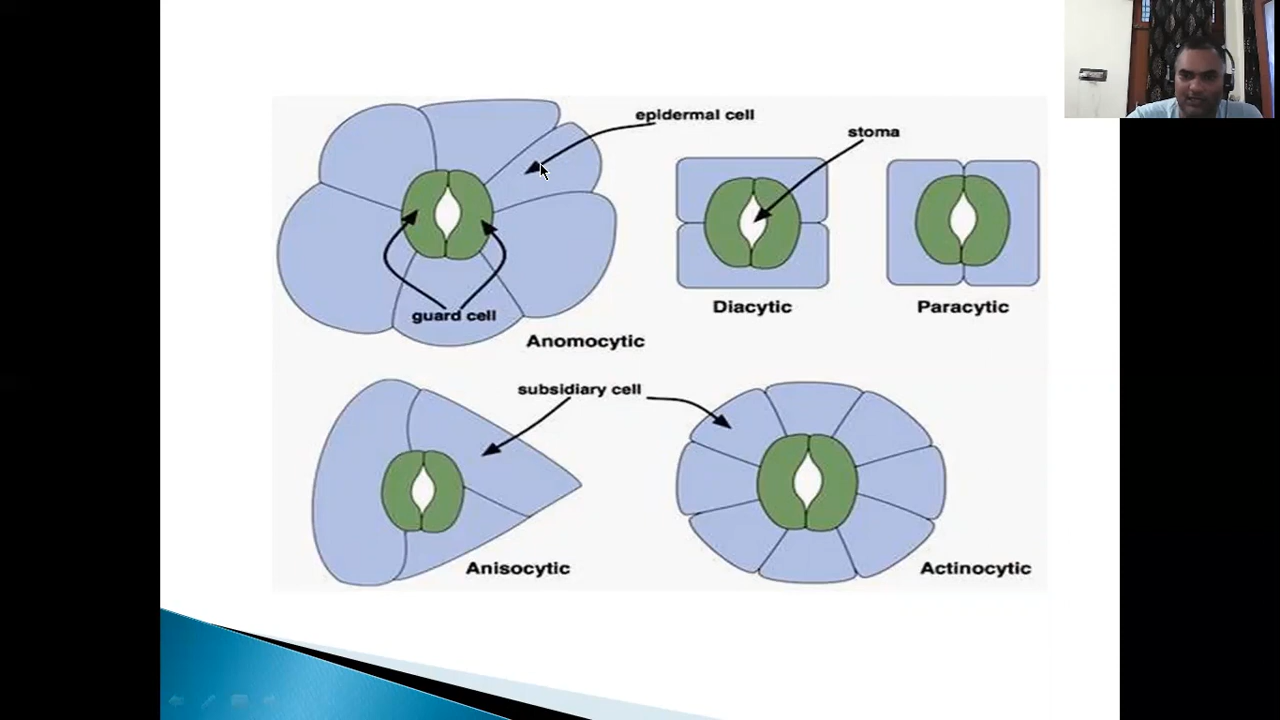 epidermal cell
stoma
guard cell
Diacytic
Paracytic
Anomocytic
subsidiary cell
Anisocytic
Actinocytic